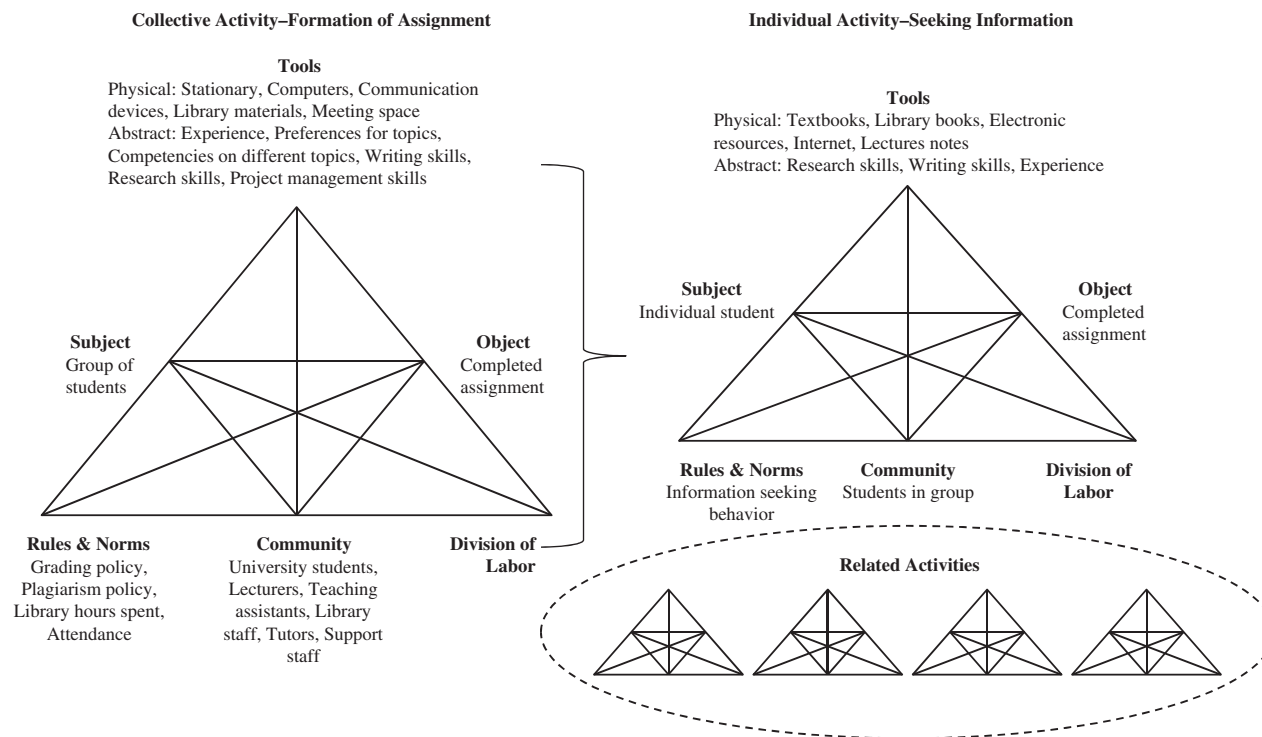 Collective Activity–Formation of Assignment
Tools
Physical: Stationary, Computers, Communication
devices, Library materials, Meeting space
Abstract: Experience, Preferences for topics,
Competencies on different topics, Writing skills,
Research skills, Project management skills
Subject
Group of
students
Object
Completed
assignment
Rules & Norms
Grading policy,
Plagiarism policy,
Library hours spent,
Attendance
Community
University students,
Lecturers, Teaching
assistants, Library
staff, Tutors, Support
staff
Division of
Labor
Individual Activity–Seeking Information
Tools
Physical: Textbooks, Library books, Electronic
resources, Internet, Lectures notes
Abstract: Research skills, Writing skills, Experience
Subject
Individual student
Object
Completed
assignment
Rules & Norms
Information seeking
behavior
Community
Students in group
Division of
Labor
Related Activities